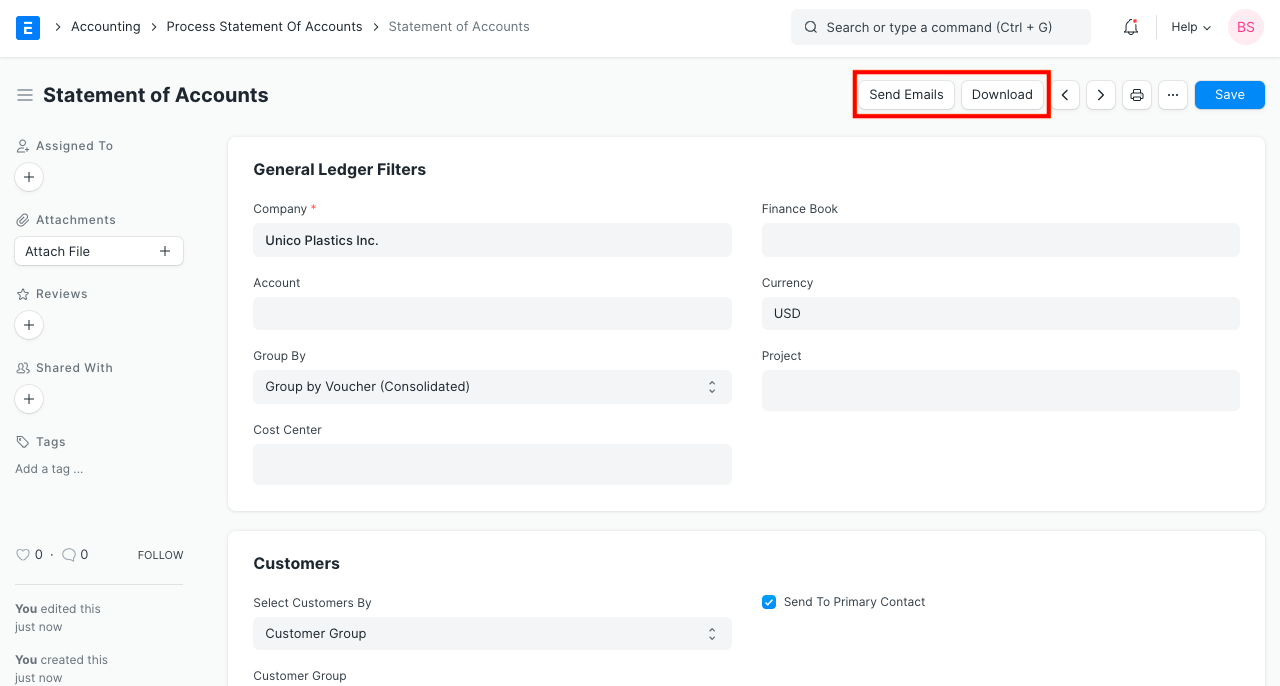 E
Accounting > Process Statement Of Accounts > Statement of Accounts
Search or type a command (Ctrl + G)
Help
BS
Statement of Accounts
Send Emails
Download
Save
Assigned To
Attachments
Attach File
Reviews
Shared With
Tags
Add a tag ...
0 · 0
FOLLOW
You edited this
just now
You created this
just now
General Ledger Filters
Company *
Unico Plastics Inc.
Finance Book
Account
Currency
USD
Group By
Group by Voucher (Consolidated)
Project
Cost Center
Customers
Select Customers By
Customer Group
Send To Primary Contact
Customer Group